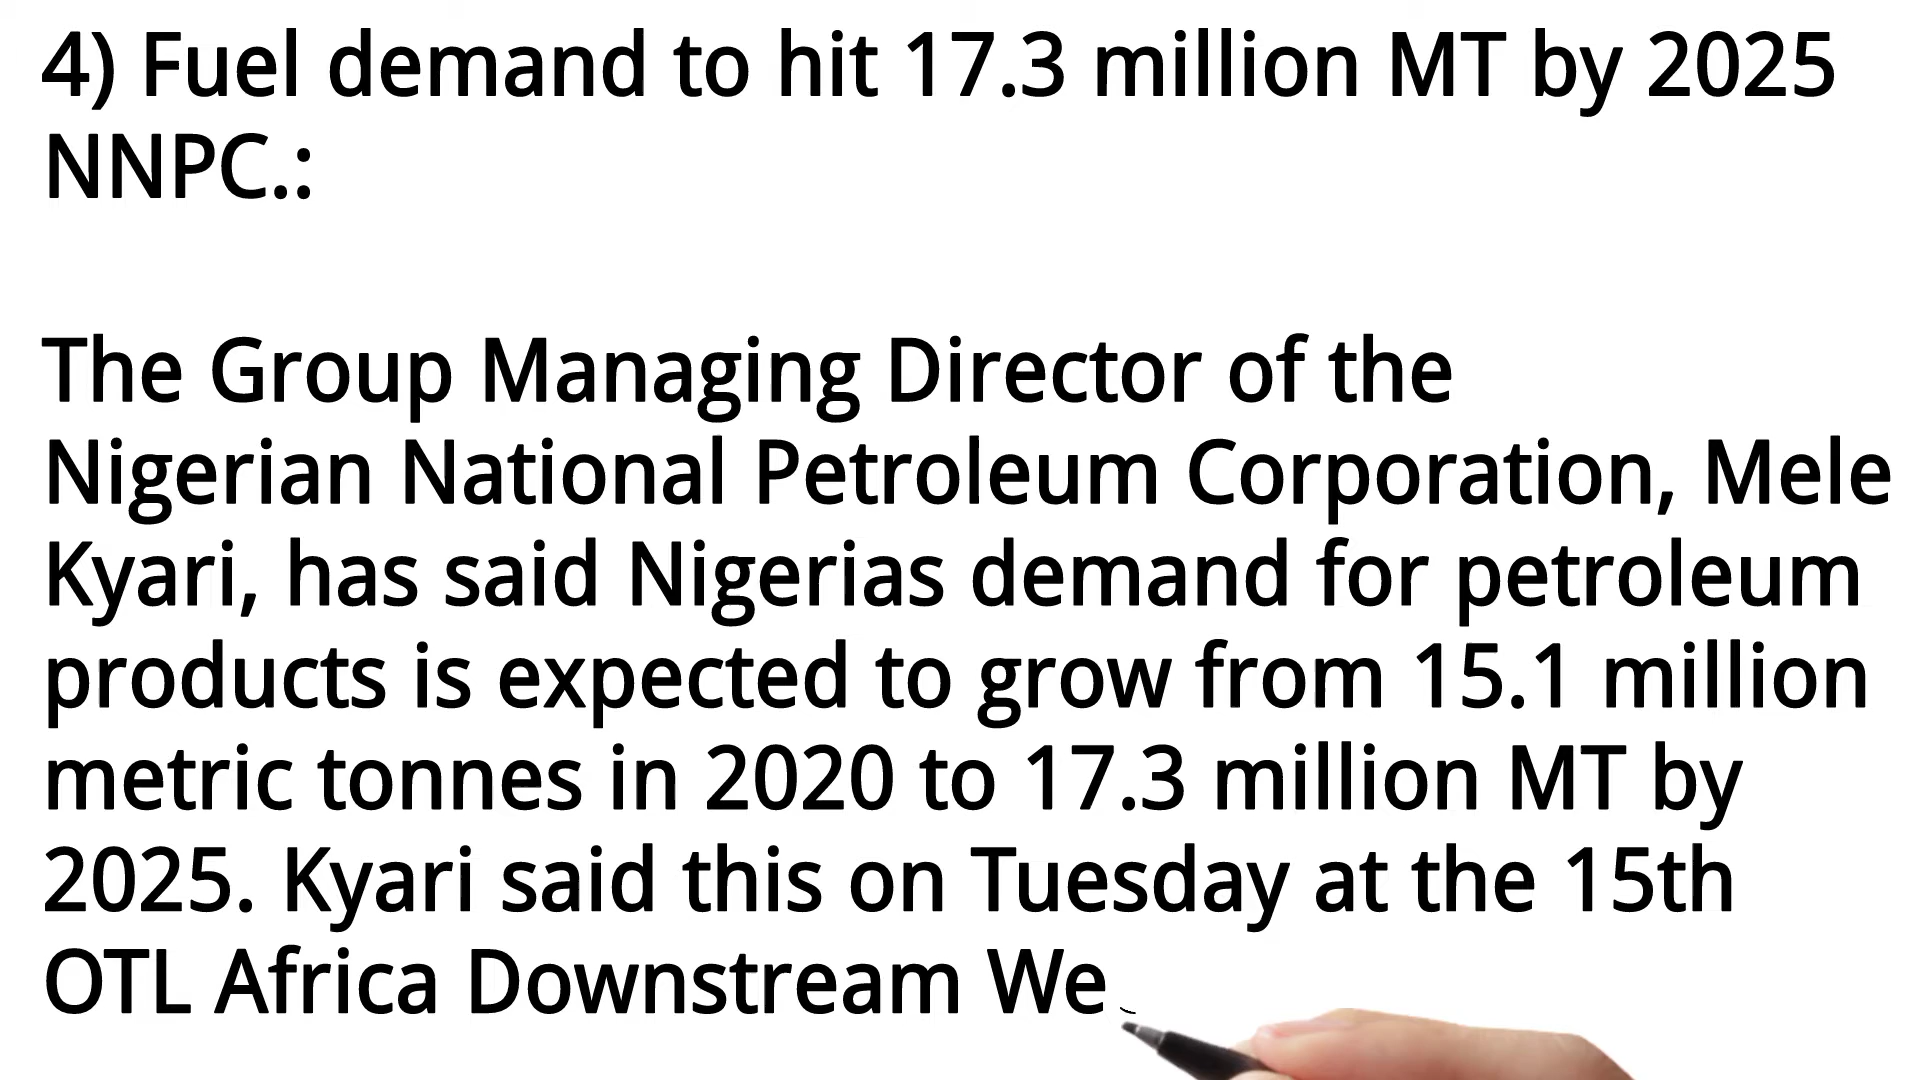 4) Fuel demand to hit 17.3 million MT by 2025
NNPC.:
The Group Managing Director of the
Nigerian National Petroleum Corporation, Mele
Kyari, has said Nigerias demand for petroleum
products is expected to grow from 15.1 million
metric tonnes in 2020 to 17.3 million MT by
2025. Kyari said this on Tuesday at the 15th
OTL Africa Downstream We